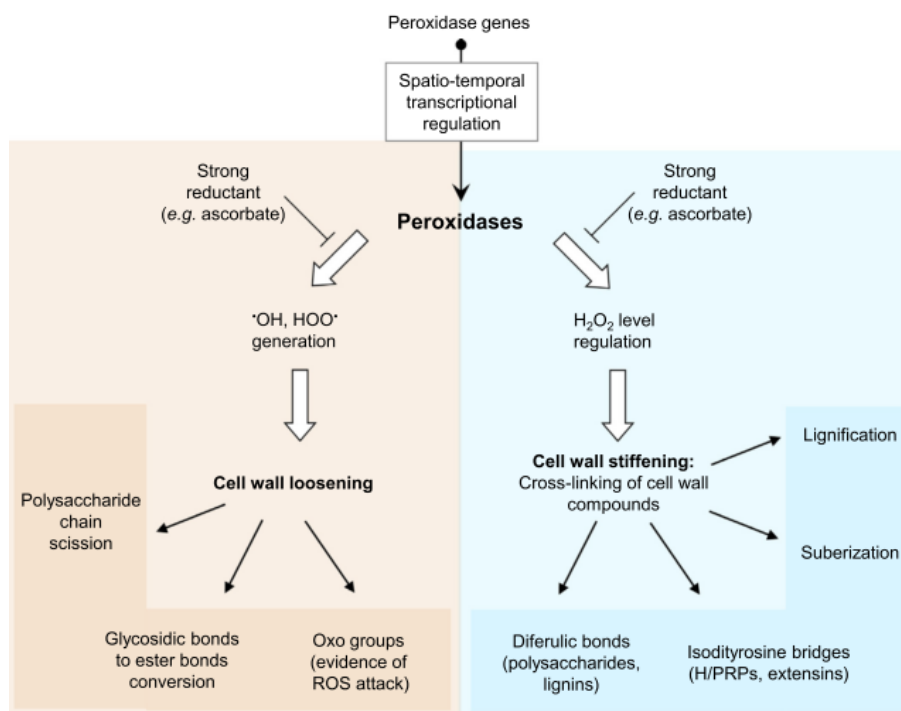 Peroxidase genes
Spatio-temporal
transcriptional
regulation
Strong
reductant
(e.g. ascorbate)
Strong
reductant
(e.g. ascorbate)
Peroxidases
•OH, HOO•
generation
H₂O₂ level
regulation
Cell wall loosening
Cell wall stiffening:
Cross-linking of cell wall
compounds
Lignification
Polysaccharide
chain
scission
Suberization
Glycosidic bonds
to ester bonds
conversion
Oxo groups
(evidence of
ROS attack)
Diferulic bonds
(polysaccharides,
lignins)
Isodityrosine bridges
(H/PRPs, extensins)